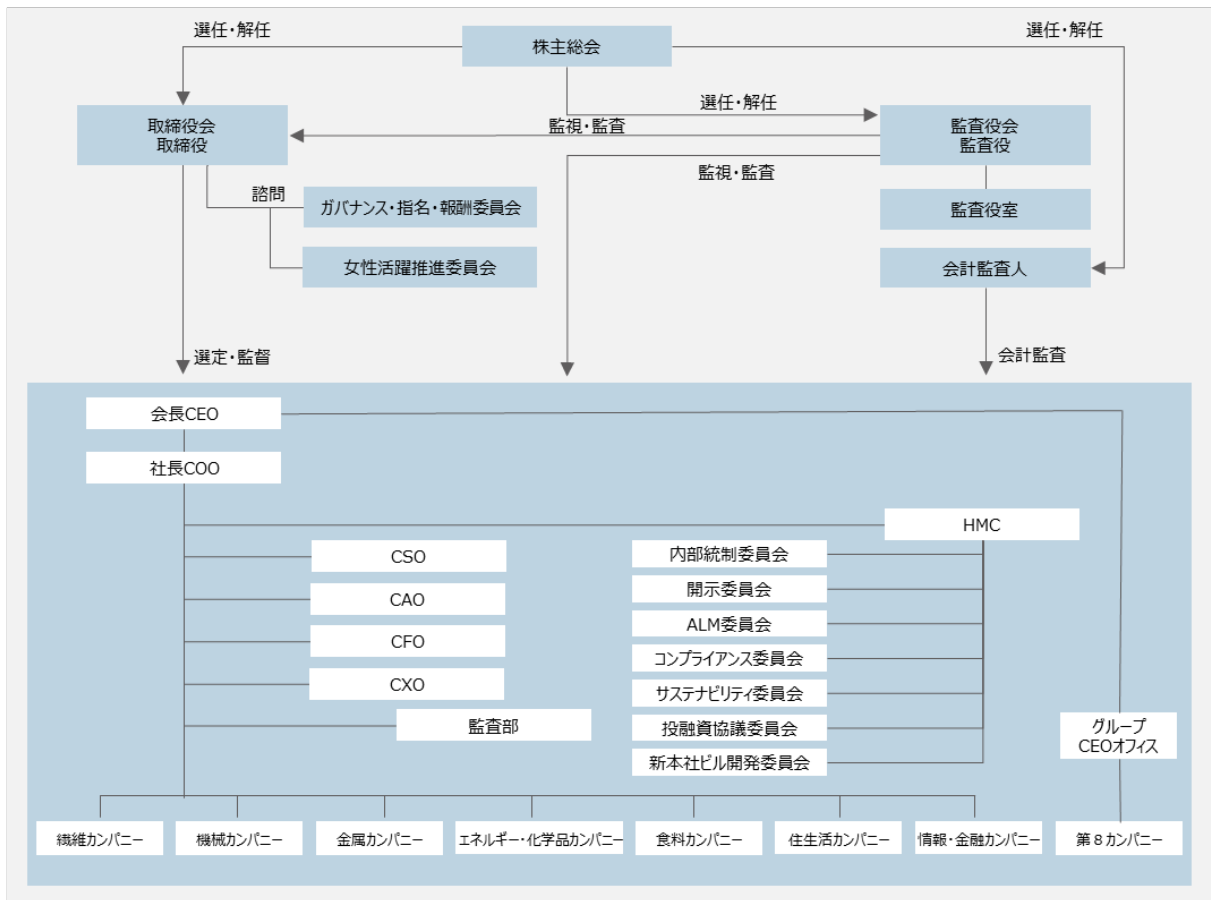 選任・解任
株主総会
選任・解任
選任・解任
取締役会
取締役
監視・監査
監査役会
監査役
監視・監査
諮問
ガバナンス・指名・報酬委員会
監査役室
女性活躍推進委員会
会計監査人
選定・監督
会計監査
会長CEO
社長COO
HMC
CSO
内部統制委員会
開示委員会
CAO
ALM委員会
CFO
コンプライアンス委員会
CXO
サステナビリティ委員会
監査部
投融資協議委員会
グループ
CEOオフィス
新本社ビル開発委員会
繊維カンパニー
機械カンパニー
金属カンパニー
エネルギー・化学品カンパニー
食料カンパニー
住生活カンパニー
情報・金融カンパニー
第８カンパニー